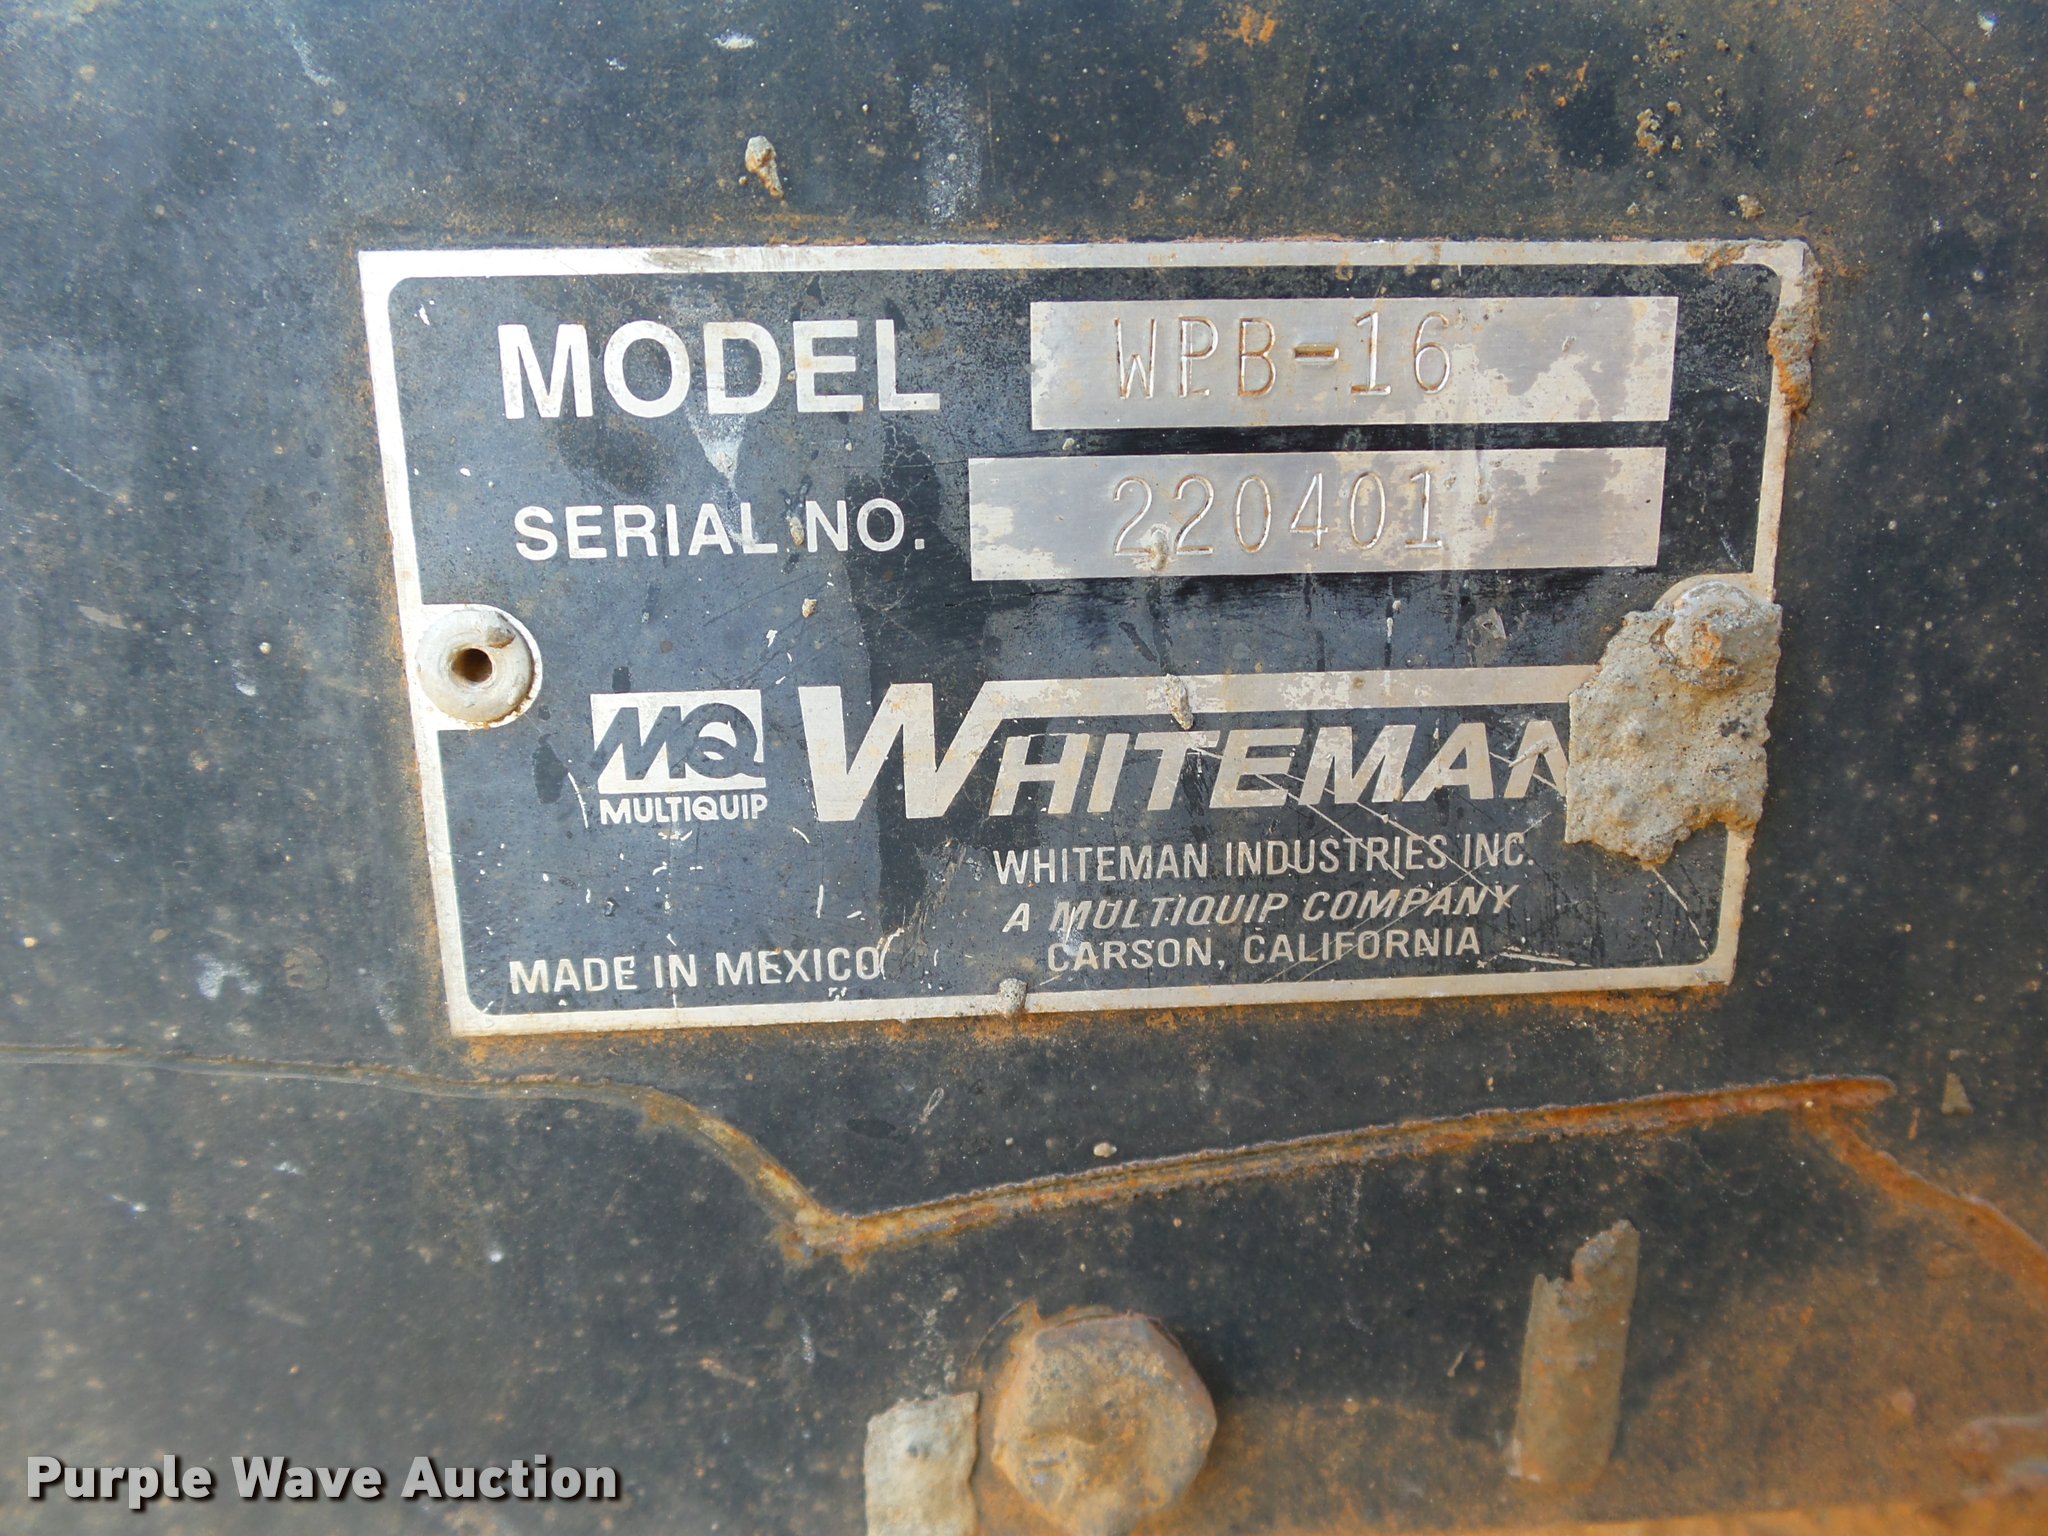 MODEL WPB-16
SERIAL NO. 220401
MQ WHITEMAN
MULTIQUIP
WHITEMAN INDUSTRIES INC.
A MULTIQUIP COMPANY
CARSON, CALIFORNIA
MADE IN MEXICO
Purple Wave Auction